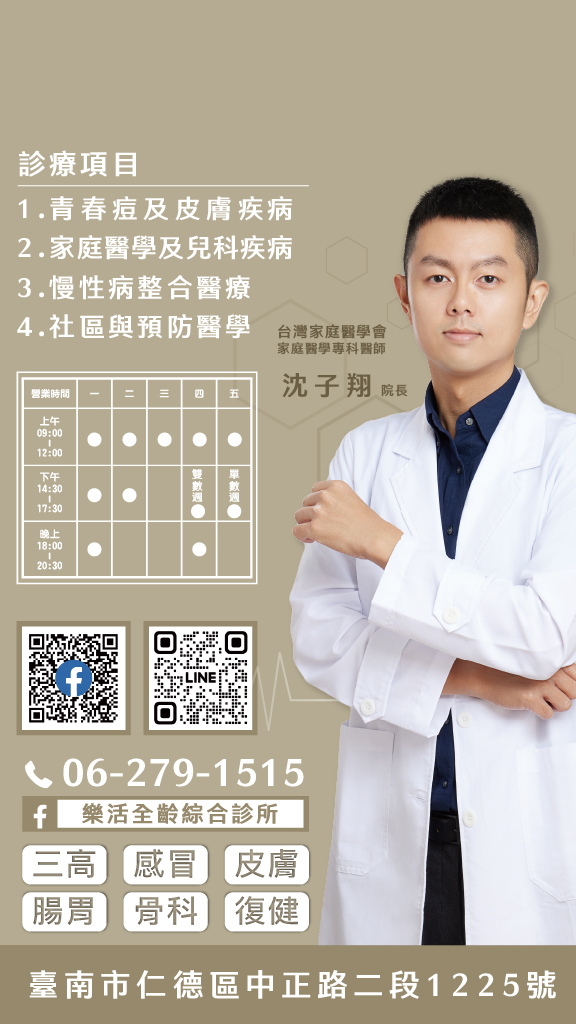 診療項目
1.青春痘及皮膚疾病
2.家庭醫學及兒科疾病
3.慢性病整合醫療
4.社區與預防醫學
台灣家庭醫學會
家庭醫學專科醫師
沈子翔 院長
營業時間 一 二 三 四 五
上午
09:00
|
12:00
● ● ● ● ●
下午
14:30
|
17:30
● ● 雙數週● 單數週●
晚上
18:00
|
20:30
● ●
LINE
06-279-1515
樂活全齡綜合診所
三高 感冒 皮膚
腸胃 骨科 復健
臺南市仁德區中正路二段1225號